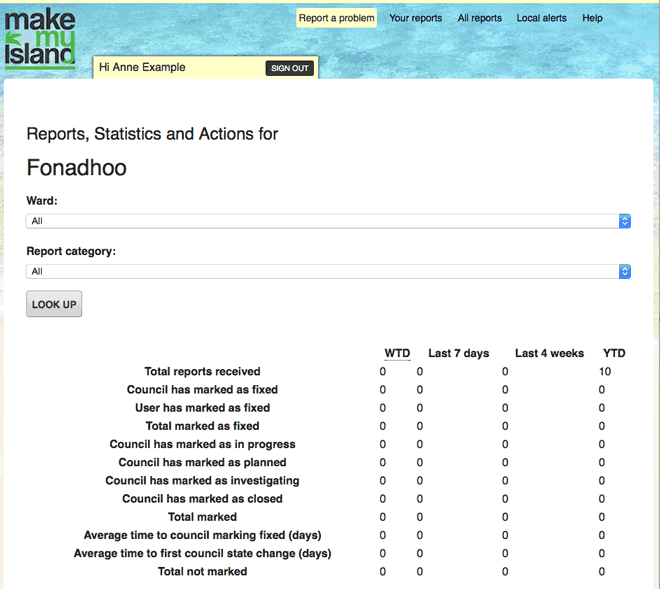 make
my
Island
Report a problem Your reports All reports Local alerts Help
Hi Anne Example SIGN OUT
Reports, Statistics and Actions for
Fonadhoo
Ward:
All
Report category:
All
LOOK UP
WTD Last 7 days Last 4 weeks YTD
Total reports received 0 0 0 10
Council has marked as fixed 0 0 0 0
User has marked as fixed 0 0 0 0
Total marked as fixed 0 0 0 0
Council has marked as in progress 0 0 0 0
Council has marked as planned 0 0 0 0
Council has marked as investigating 0 0 0 0
Council has marked as closed 0 0 0 0
Total marked 0 0 0 0
Average time to council marking fixed (days) 0 0 0 0
Average time to first council state change (days) 0 0 0 0
Total not marked 0 0 0 0